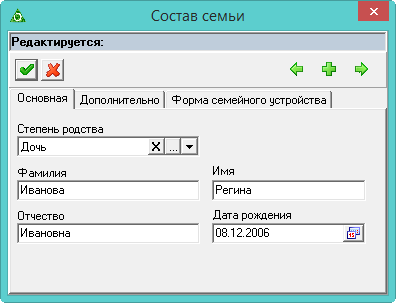 Состав семьи
Редактируется:
Основная Дополнительно Форма семейного устройства
Степень родства
Дочь
Фамилия Имя
Иванова Регина
Отчество Дата рождения
Ивановна 08.12.2006